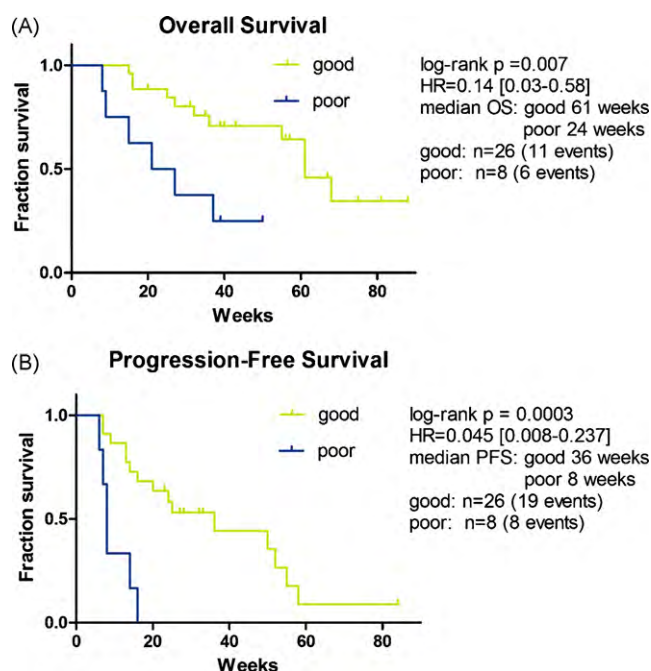 (A)
Overall Survival
good
poor
log-rank p =0.007
HR=0.14 [0.03-0.58]
median OS: good 61 weeks
poor 24 weeks
good: n=26 (11 events)
poor: n=8 (6 events)
Fraction survival
1.0
0.5
0.0
0 20 40 60 80
Weeks
(B)
Progression-Free Survival
good
poor
log-rank p = 0.0003
HR=0.045 [0.008-0.237]
median PFS: good 36 weeks
poor 8 weeks
good: n=26 (19 events)
poor: n=8 (8 events)
Fraction survival
1.0
0.5
0.0
0 20 40 60 80
Weeks